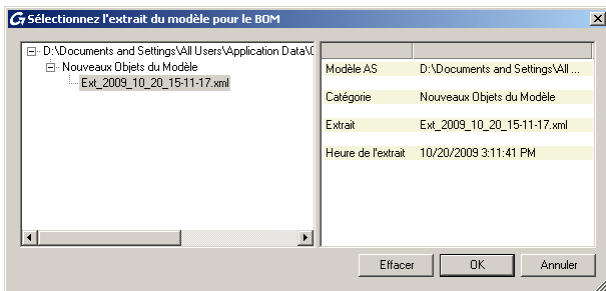 Sélectionnez l'extrait du modèle pour le BOM
D:\Documents and Settings\All Users\Application Data\
Nouveaux Objets du Modèle
Ext_2009_10_20_15-11-17.xml
Modèle AS D:\Documents and Settings\All ...
Catégorie Nouveaux Objets du Modèle
Extrait Ext_2009_10_20_15-11-17.xml
Heure de l'extrait 10/20/2009 3:11:41 PM
Effacer OK Annuler